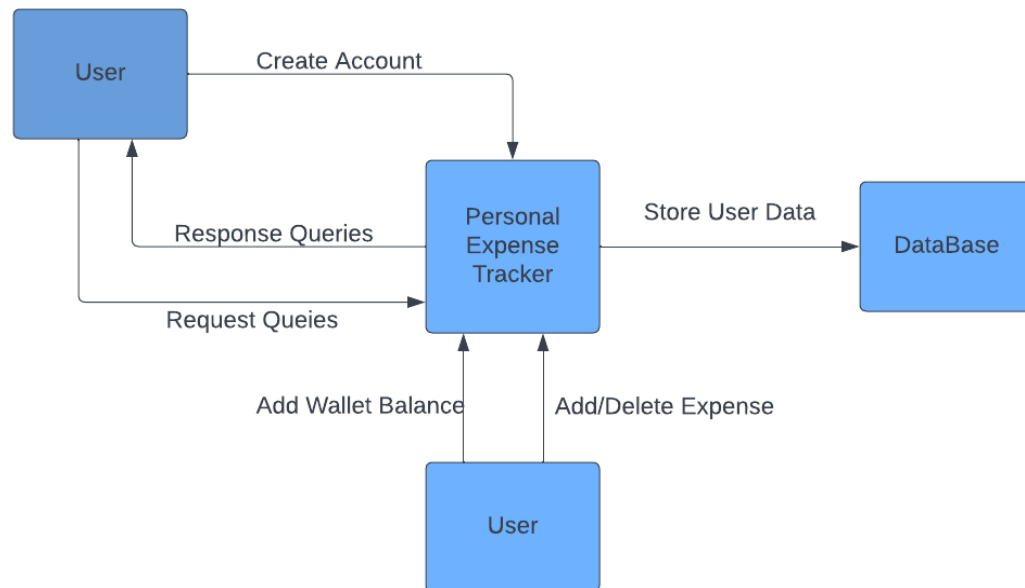 Create Account
User
Personal
Expense
Tracker
Store User Data
Response Queries
DataBase
Request Queies
Add Wallet Balance
Add/Delete Expense
User